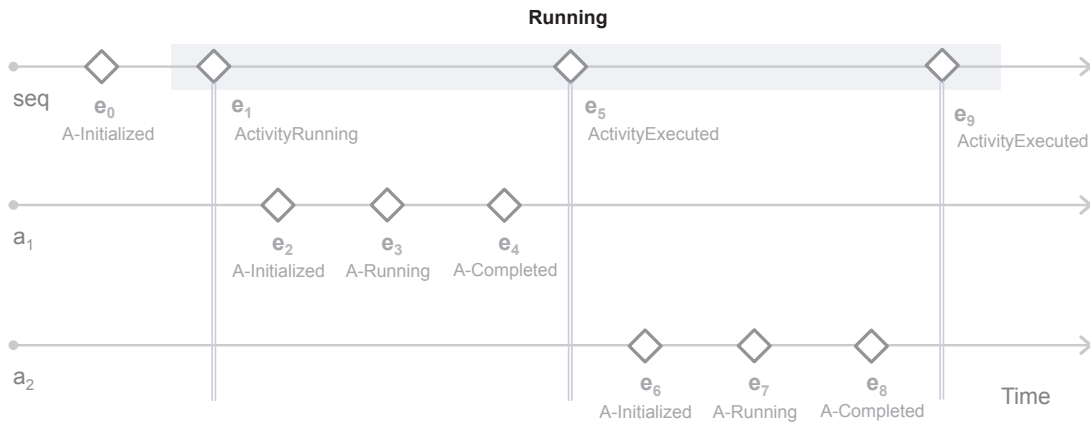 Running
seq
e0
A-Initialized
e1
ActivityRunning
e5
ActivityExecuted
e9
ActivityExecuted
a1
e2
A-Initialized
e3
A-Running
e4
A-Completed
a2
e6
A-Initialized
e7
A-Running
e8
A-Completed
Time